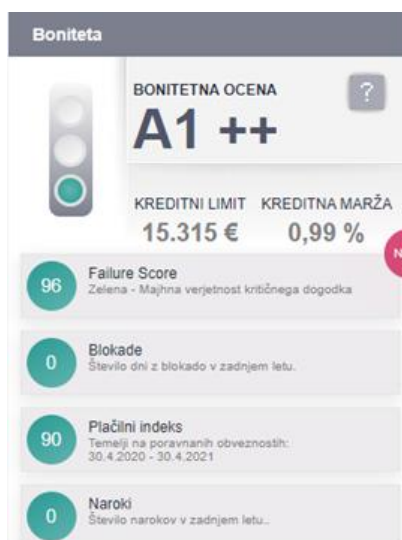 Boniteta
BONITETNA OCENA
?
A1 ++
KREDITNI LIMIT KREDITNA MARŽA
15.315 € 0,99 %
N
96
Failure Score
Zelena - Majhna verjetnost kritičnega dogodka
0
Blokade
Število dni z blokado v zadnjem letu.
90
Plačilni indeks
Temelji na poravnanih obveznostih:
30.4.2020 - 30.4.2021
0
Naroki
Število narokov v zadnjem letu..